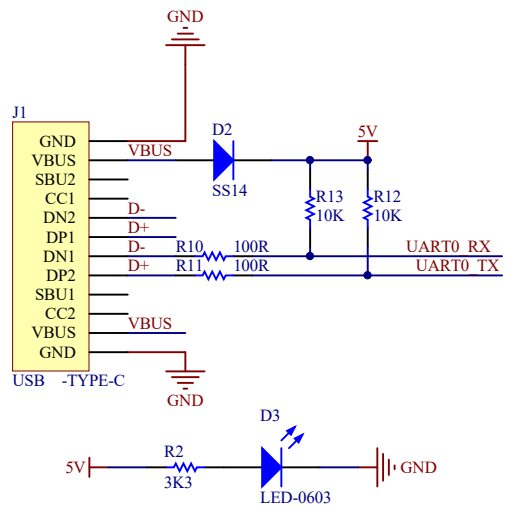 GND
J1
D2
5V
GND
VBUS
VBUS
SS14
SBU2
CC1
R13
10K
R12
10K
DN2
D-
DP1
D+
DN1
D-
R10
100R
UART0_RX
DP2
D+
R11
100R
UART0_TX
SBU1
CC2
VBUS
VBUS
GND
USB -TYPE-C
GND
D3
R2
5V
3K3
GND
LED-0603